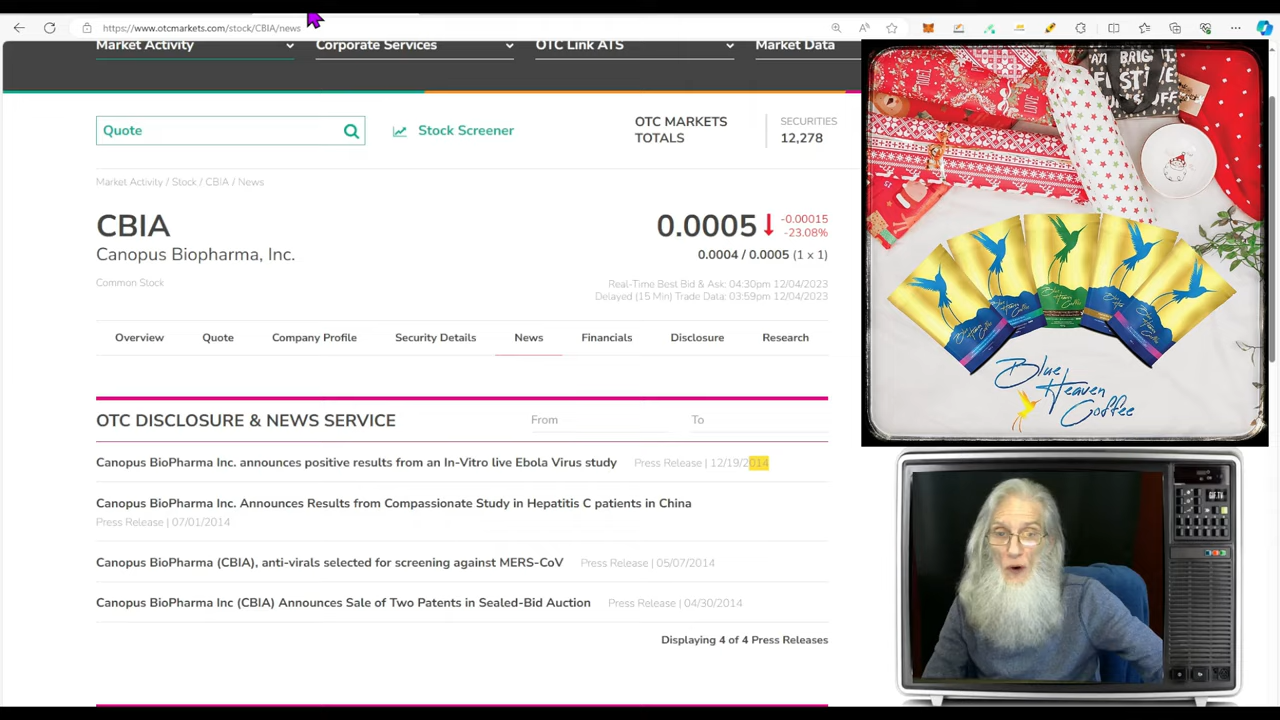 https://www.otcmarkets.com/stock/CBIA/news
Market Activity
Corporate Services
OTC Link ATS
Market Data
Quote
Stock Screener
OTC MARKETS
TOTALS
SECURITIES
12,278
Market Activity / Stock / CBIA / News
CBIA
Canopus Biopharma, Inc.
Common Stock
0.0005
-0.00015
-23.08%
0.0004 / 0.0005 (1 x 1)
Real-Time Best Bid & Ask: 04:30pm 12/04/2023
Delayed (15 Min) Trade Data: 03:59pm 12/04/2023
Overview Quote Company Profile Security Details News Financials Disclosure Research
OTC DISCLOSURE & NEWS SERVICE
From
To
Canopus BioPharma Inc. announces positive results from an In-Vitro live Ebola Virus study Press Release | 12/19/2014
Canopus BioPharma Inc. Announces Results from Compassionate Study in Hepatitis C patients in China
Press Release | 07/01/2014
Canopus BioPharma (CBIA), anti-virals selected for screening against MERS-CoV Press Release | 05/07/2014
Canopus BioPharma Inc (CBIA) Announces Sale of Two Patents in Sealed-Bid Auction Press Release | 04/30/2014
Displaying 4 of 4 Press Releases
LOVE
Blue
Heaven
Coffee